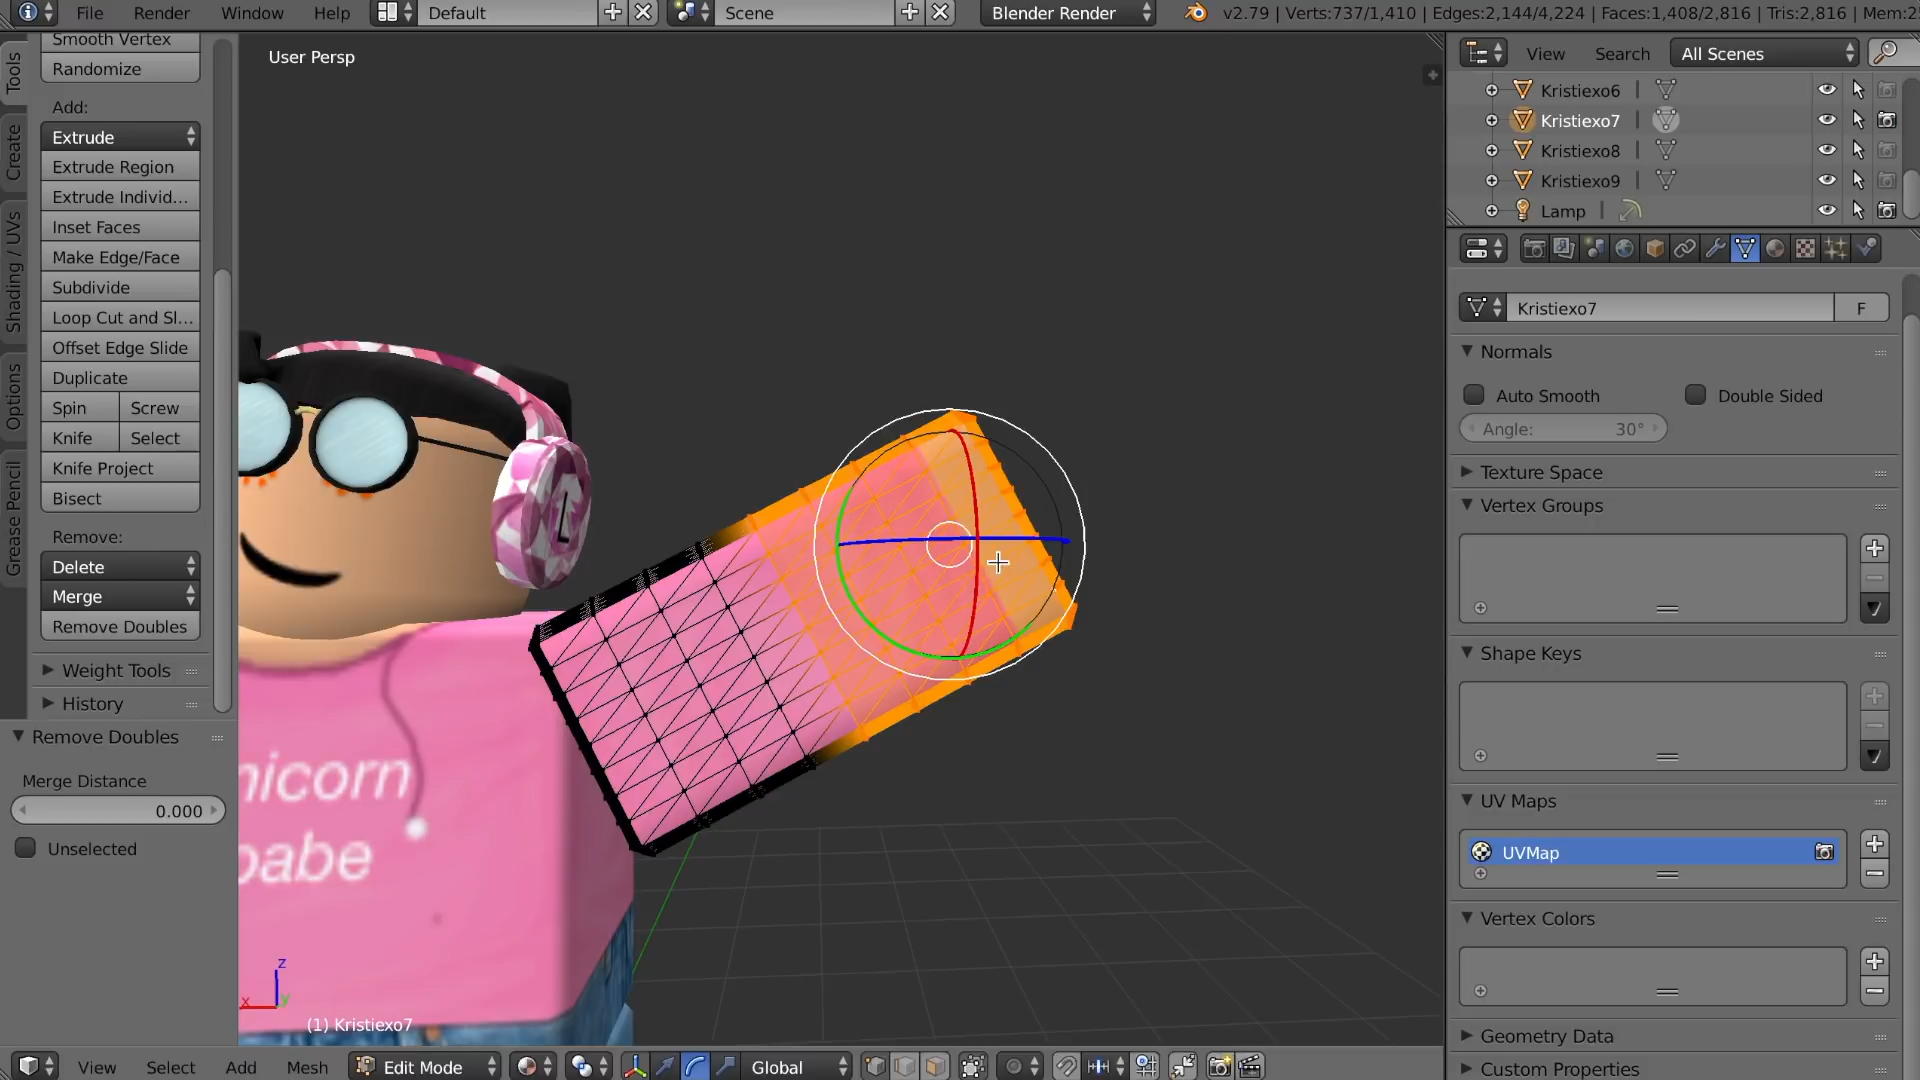 File Render Window Help Default Scene Blender Render v2.79 | Verts:737/1,410 | Edges:2,144/4,224 | Faces:1,408/2,816 | Tris:2,816 | Mem:2
User Persp
View Search All Scenes
Kristiexo6
Kristiexo7
Kristiexo8
Kristiexo9
Lamp
Tools
Create
Shading / UVs
Options
Grease Pencil
Smooth Vertex
Randomize
Add:
Extrude
Extrude Region
Extrude Individ...
Inset Faces
Make Edge/Face
Subdivide
Loop Cut and Sl...
Offset Edge Slide
Duplicate
Spin Screw
Knife Select
Knife Project
Bisect
Remove:
Delete
Merge
Remove Doubles
Weight Tools
History
Remove Doubles
Merge Distance
0.000
Unselected
nicorn
babe
z
x y
(1) Kristiexo7
Kristiexo7 F
Normals
Auto Smooth Double Sided
Angle: 30°
Texture Space
Vertex Groups
Shape Keys
UV Maps
UVMap
Vertex Colors
Geometry Data
Custom Properties
View Select Add Mesh Edit Mode Global